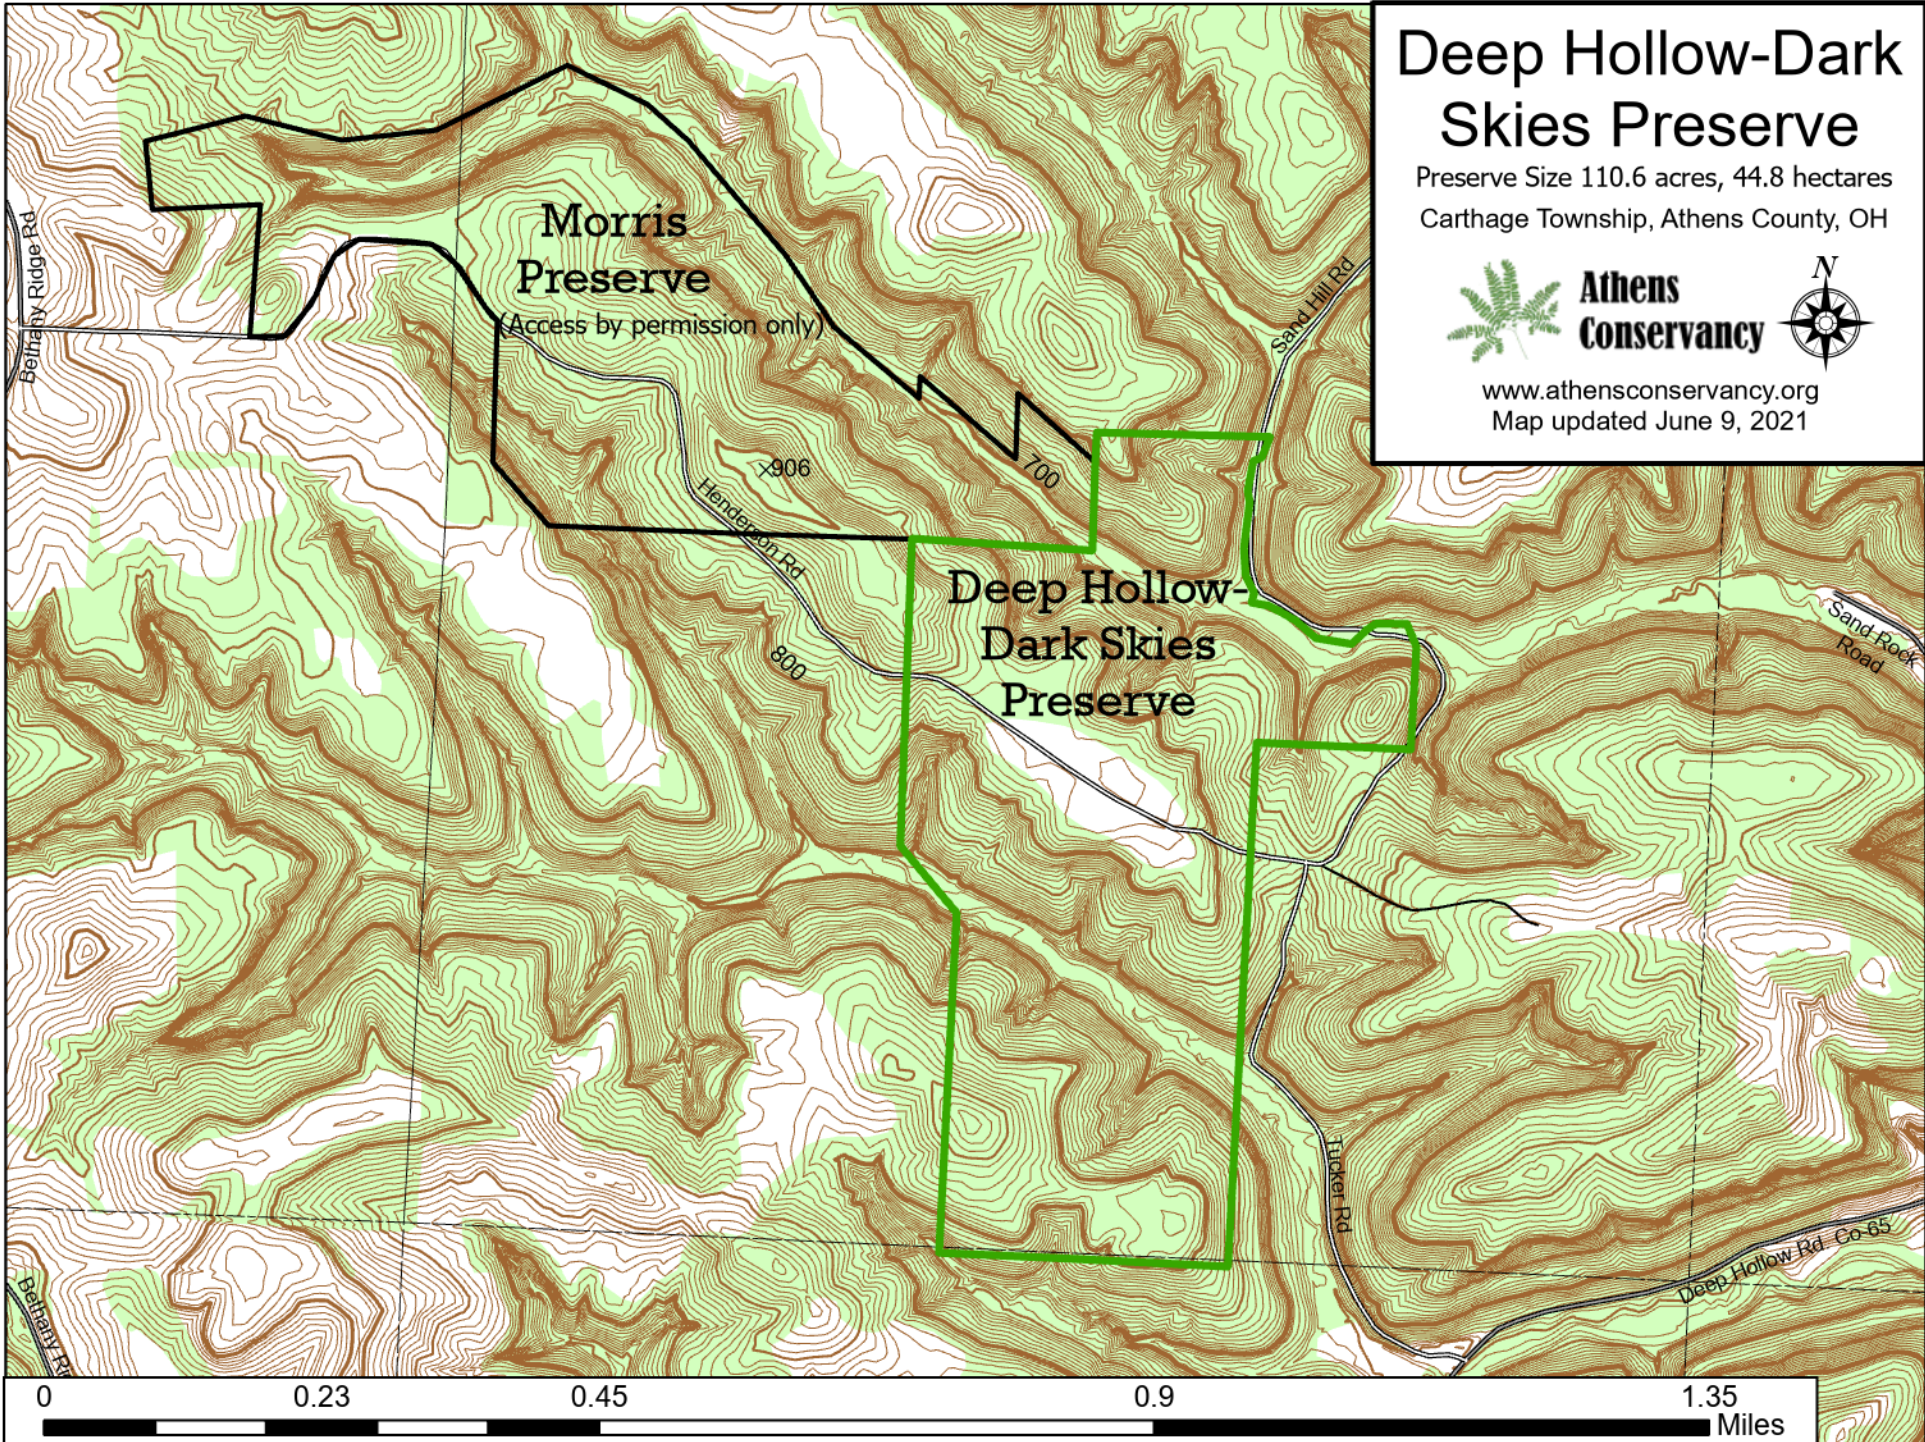 Deep Hollow-Dark
Skies Preserve
Preserve Size 110.6 acres, 44.8 hectares
Carthage Township, Athens County, OH
N
Athens
Conservancy
www.athensconservancy.org
Map updated June 9, 2021
Morris
Preserve
(Access by permission only)
Bethany Ridge Rd
Sand Hill Rd
×906
700
Henderson Rd
Deep Hollow-
Dark Skies
Preserve
800
Sand Rock
Road
Tucker Rd
Deep Hollow Rd Co-65
Bethany Ri
0 0.23 0.45 0.9 1.35
Miles